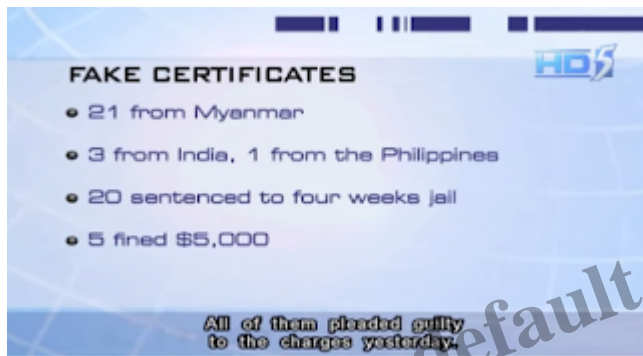 HD5
FAKE CERTIFICATES
21 from Myanmar
3 from India, 1 from the Philippines
20 sentenced to four weeks jail
5 fined $5,000
All of them pleaded guilty
to the charges yesterday.
default